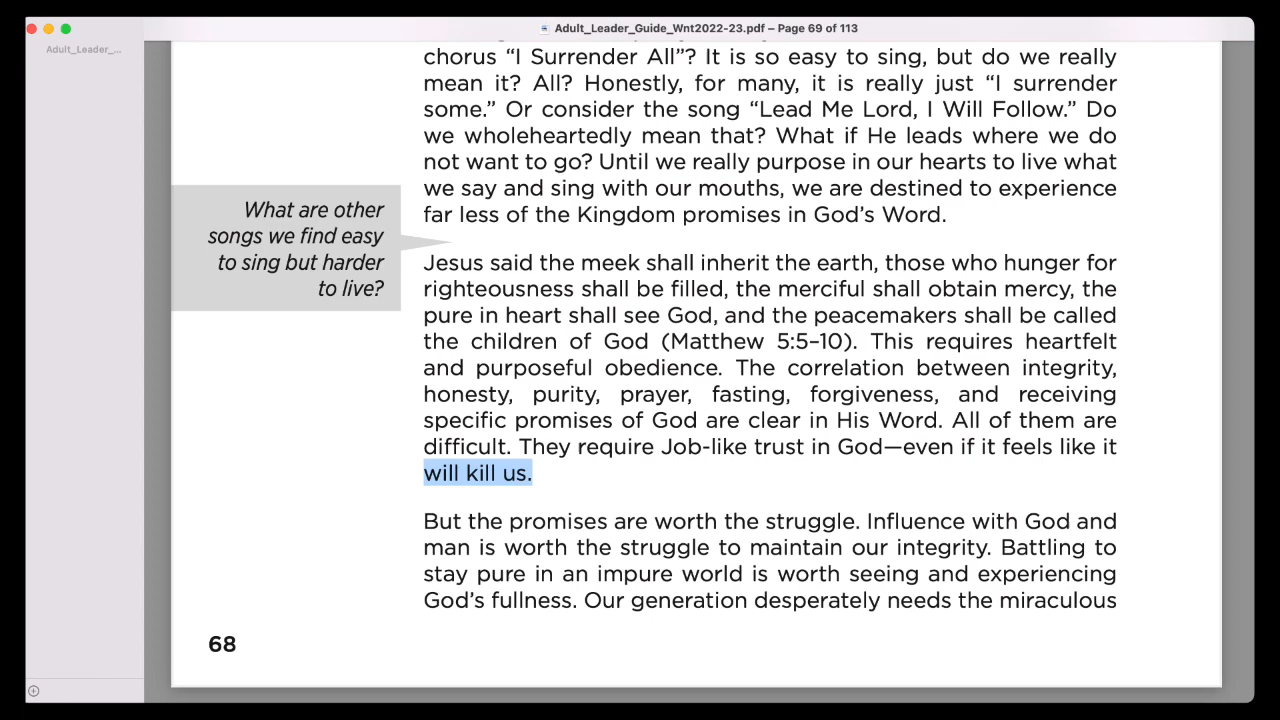 Adult_Leader_Guide_Wnt2022-23.pdf – Page 69 of 113
Adult_Leader_...
chorus “I Surrender All”? It is so easy to sing, but do we really
mean it? All? Honestly, for many, it is really just “I surrender
some.” Or consider the song “Lead Me Lord, I Will Follow.” Do
we wholeheartedly mean that? What if He leads where we do
not want to go? Until we really purpose in our hearts to live what
we say and sing with our mouths, we are destined to experience
far less of the Kingdom promises in God’s Word.
What are other
songs we find easy
to sing but harder
to live?
Jesus said the meek shall inherit the earth, those who hunger for
righteousness shall be filled, the merciful shall obtain mercy, the
pure in heart shall see God, and the peacemakers shall be called
the children of God (Matthew 5:5–10). This requires heartfelt
and purposeful obedience. The correlation between integrity,
honesty, purity, prayer, fasting, forgiveness, and receiving
specific promises of God are clear in His Word. All of them are
difficult. They require Job-like trust in God—even if it feels like it
will kill us.
But the promises are worth the struggle. Influence with God and
man is worth the struggle to maintain our integrity. Battling to
stay pure in an impure world is worth seeing and experiencing
God’s fullness. Our generation desperately needs the miraculous
68